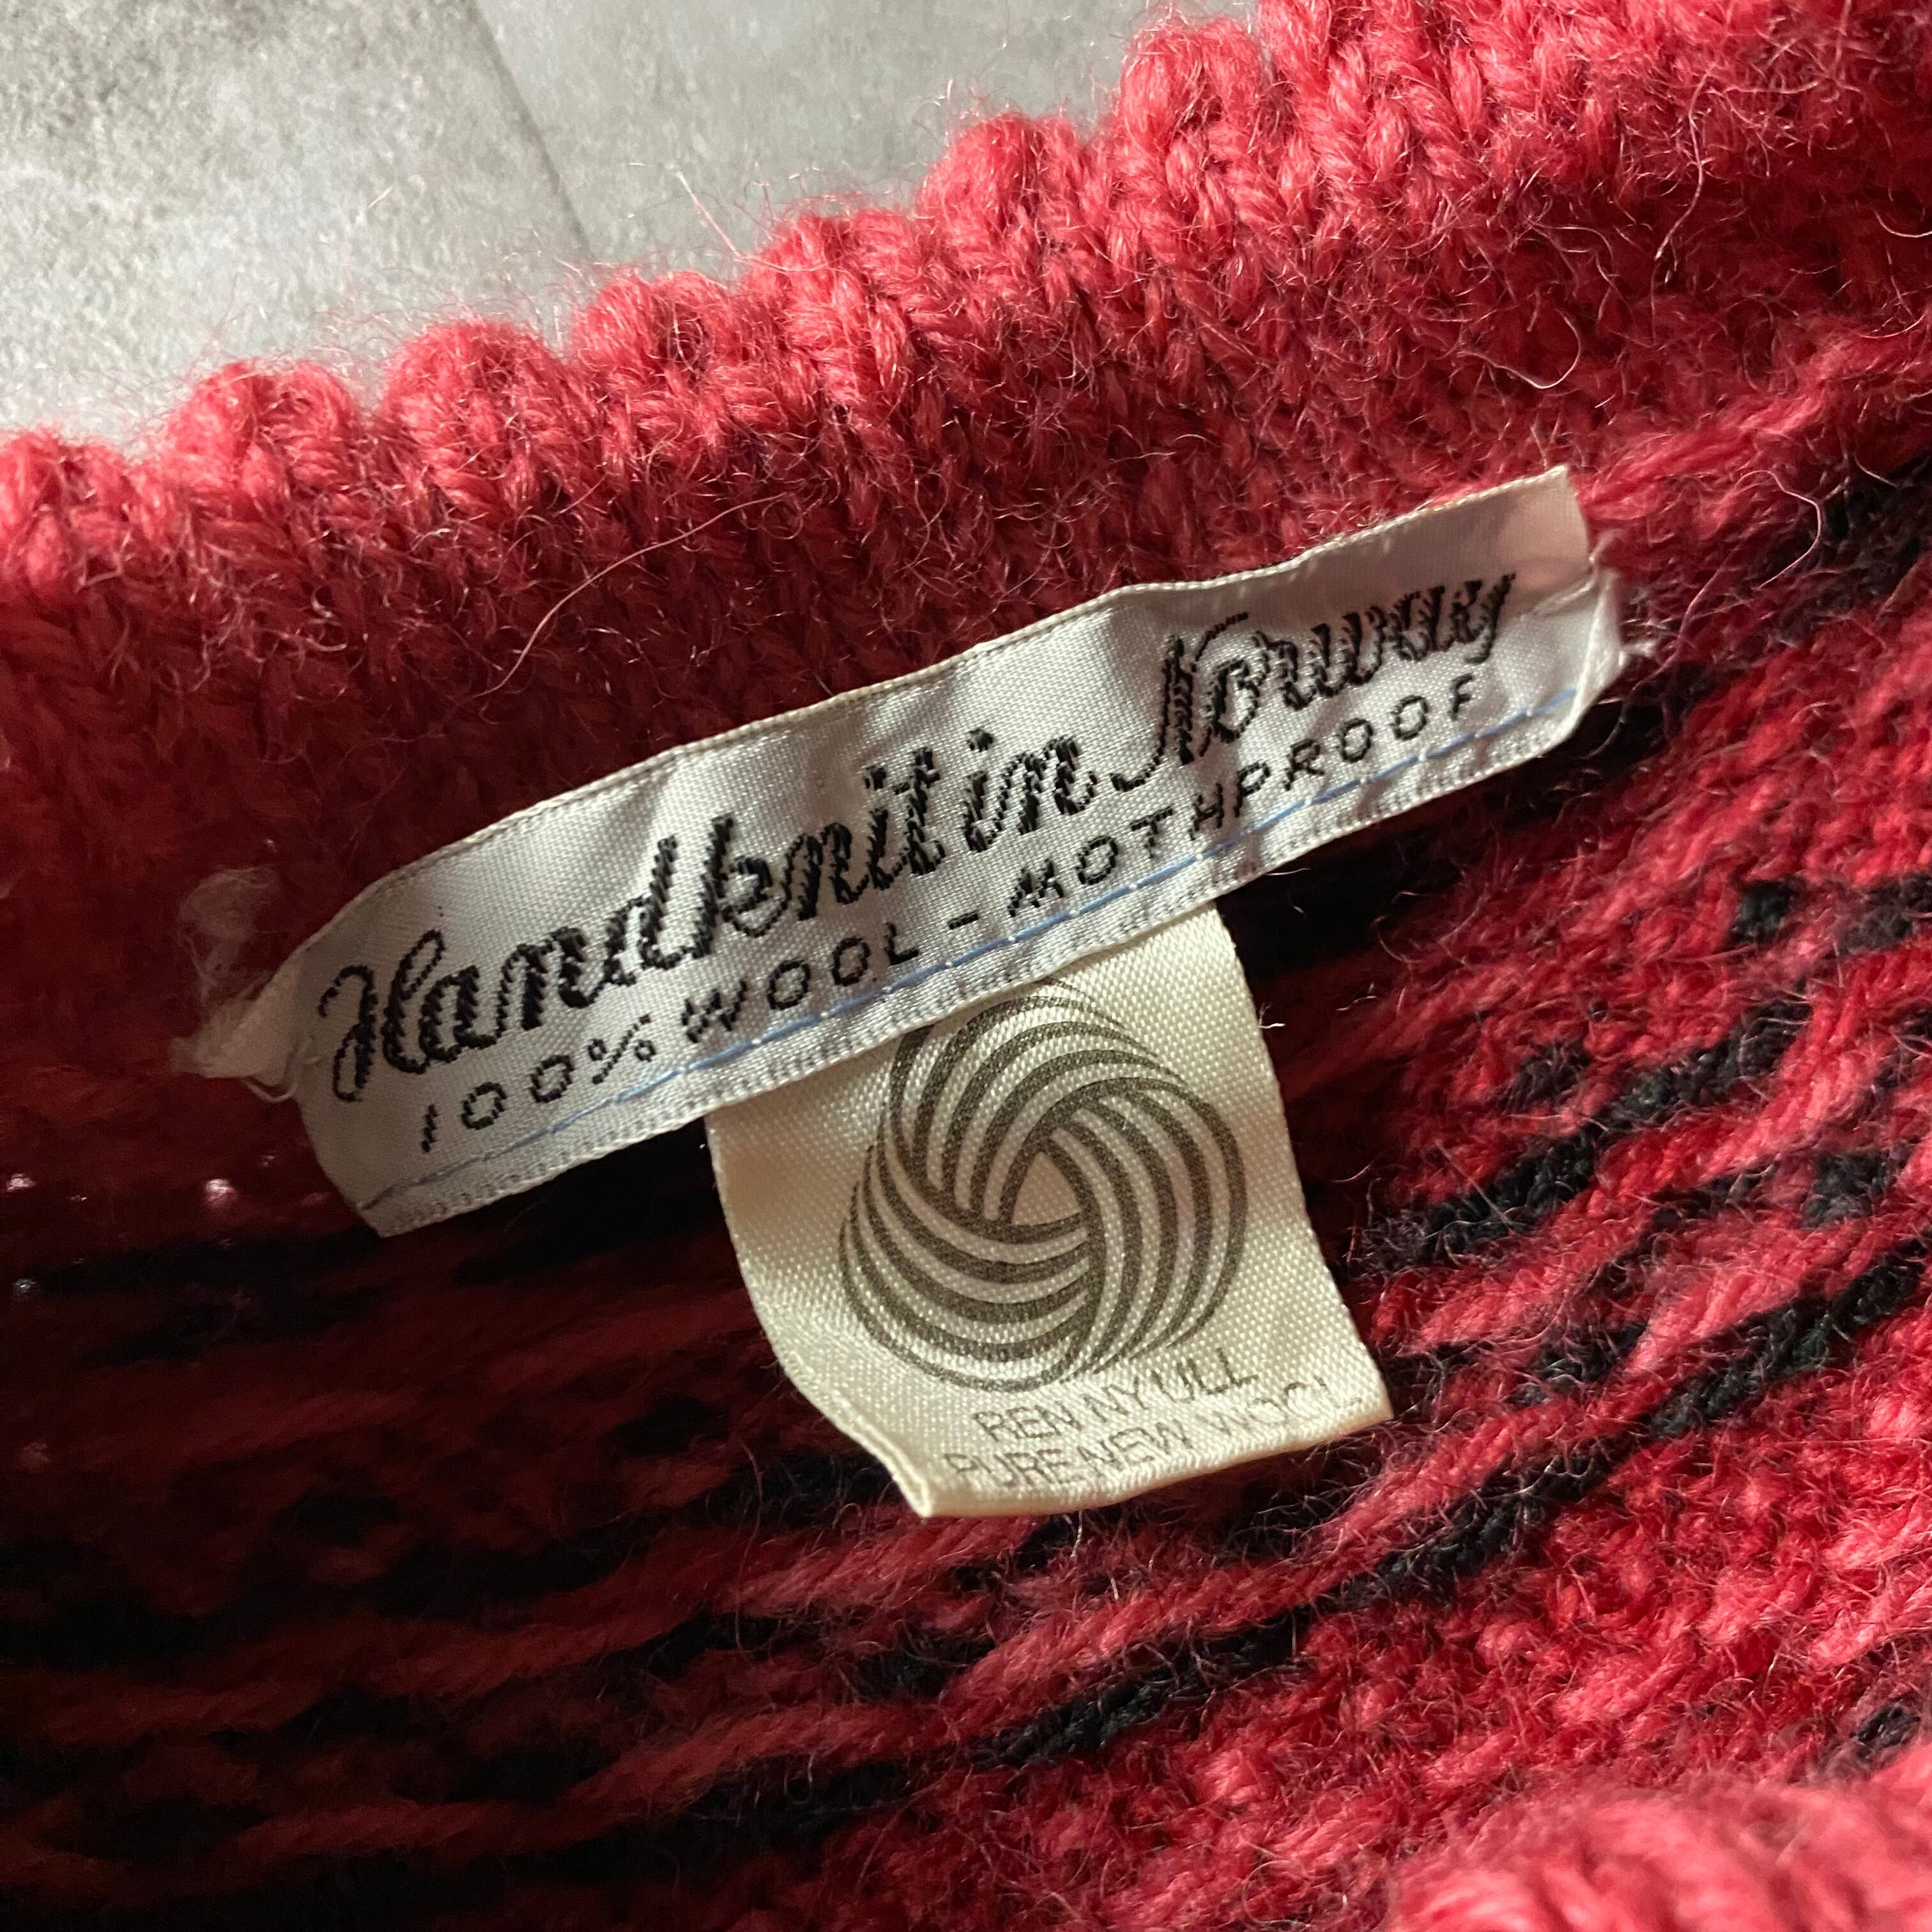 Handknit in Norway
100% WOOL - MOTHPROOF
REN NY ULL
PURE NEW WOOL